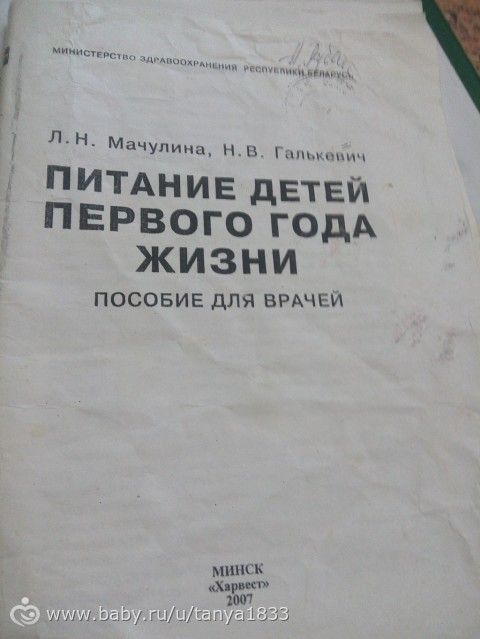 МИНИСТЕРСТВО ЗДРАВООХРАНЕНИЯ РЕСПУБЛИКИ БЕЛАРУСЬ
Л. Н. Мачулина, Н. В. Галькевич
ПИТАНИЕ ДЕТЕЙ
ПЕРВОГО ГОДА
ЖИЗНИ
ПОСОБИЕ ДЛЯ ВРАЧЕЙ
МИНСК
«Харвест»
2007
www.baby.ru/u/tanya1833